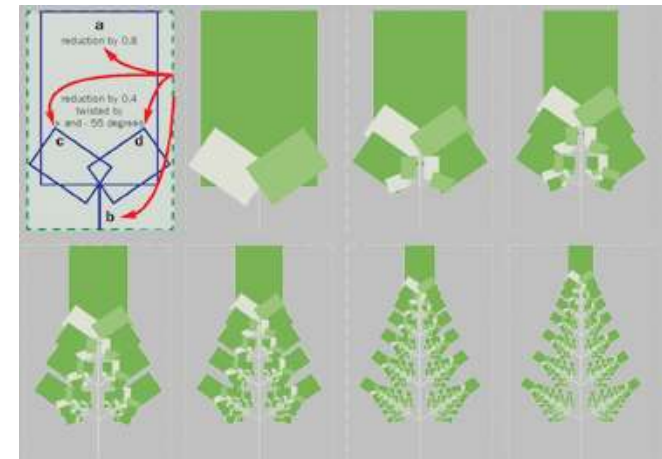 a
reduction by 0,8
reduction by 0,4
twisted by
+ and - 55 degrees
c
d
b